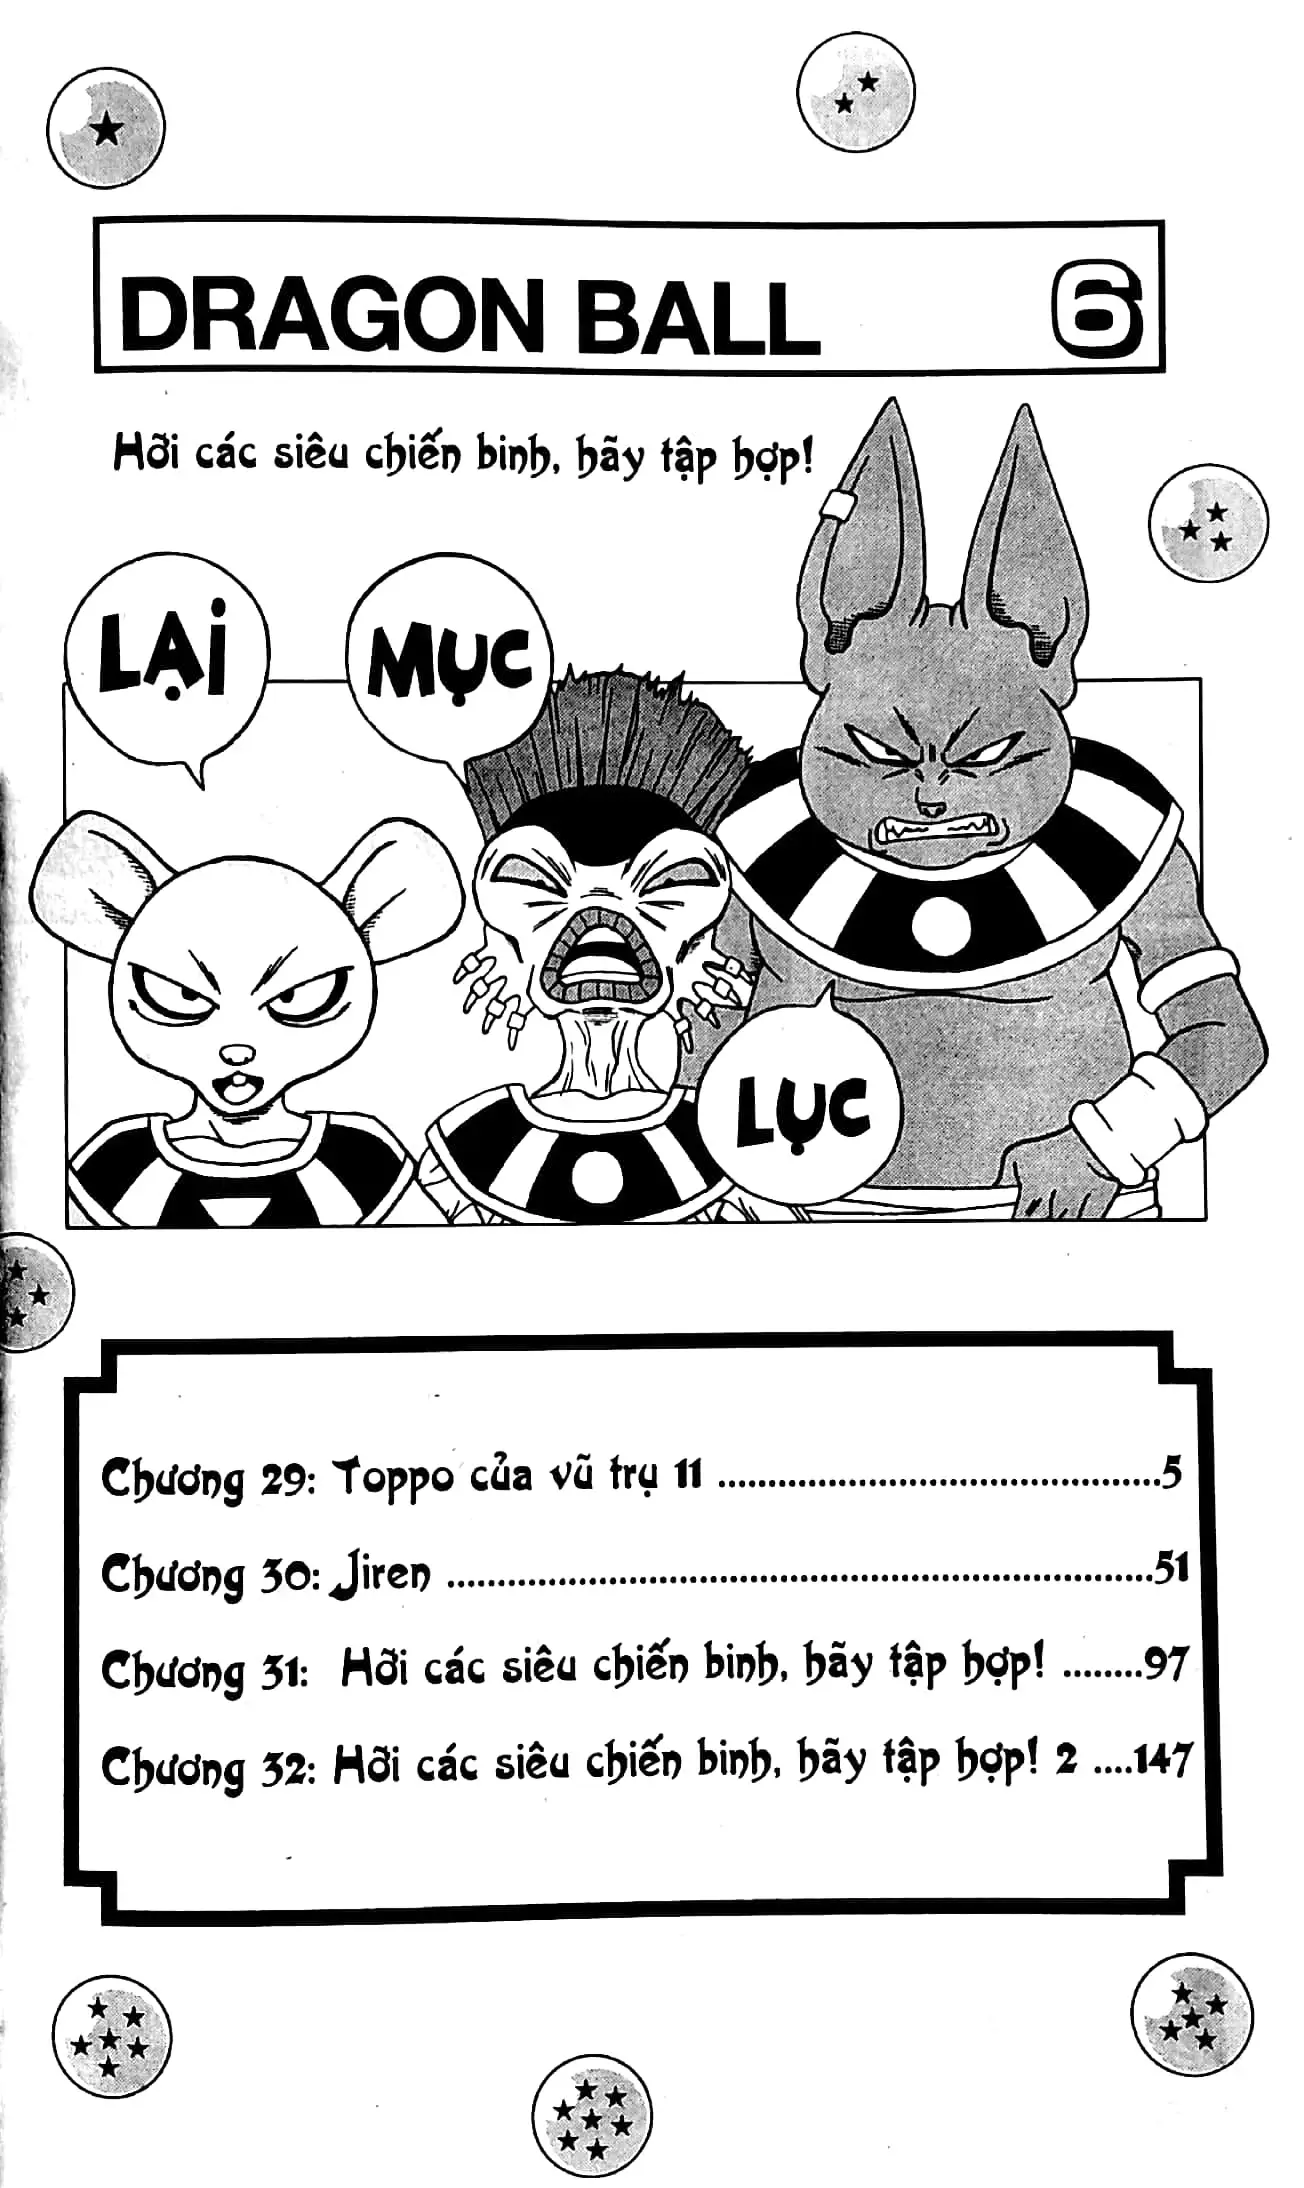 DRAGON BALL 6
Hỡi các siêu chiến binh, hãy tập hợp!
LẠI
MỤC
LỤC
Chương 29: Toppo của vũ trụ 11 ............................................5
Chương 30: Jiren ......................................................................51
Chương 31: Hỡi các siêu chiến binh, hãy tập hợp! ........97
Chương 32: Hỡi các siêu chiến binh, hãy tập hợp! 2 ....147